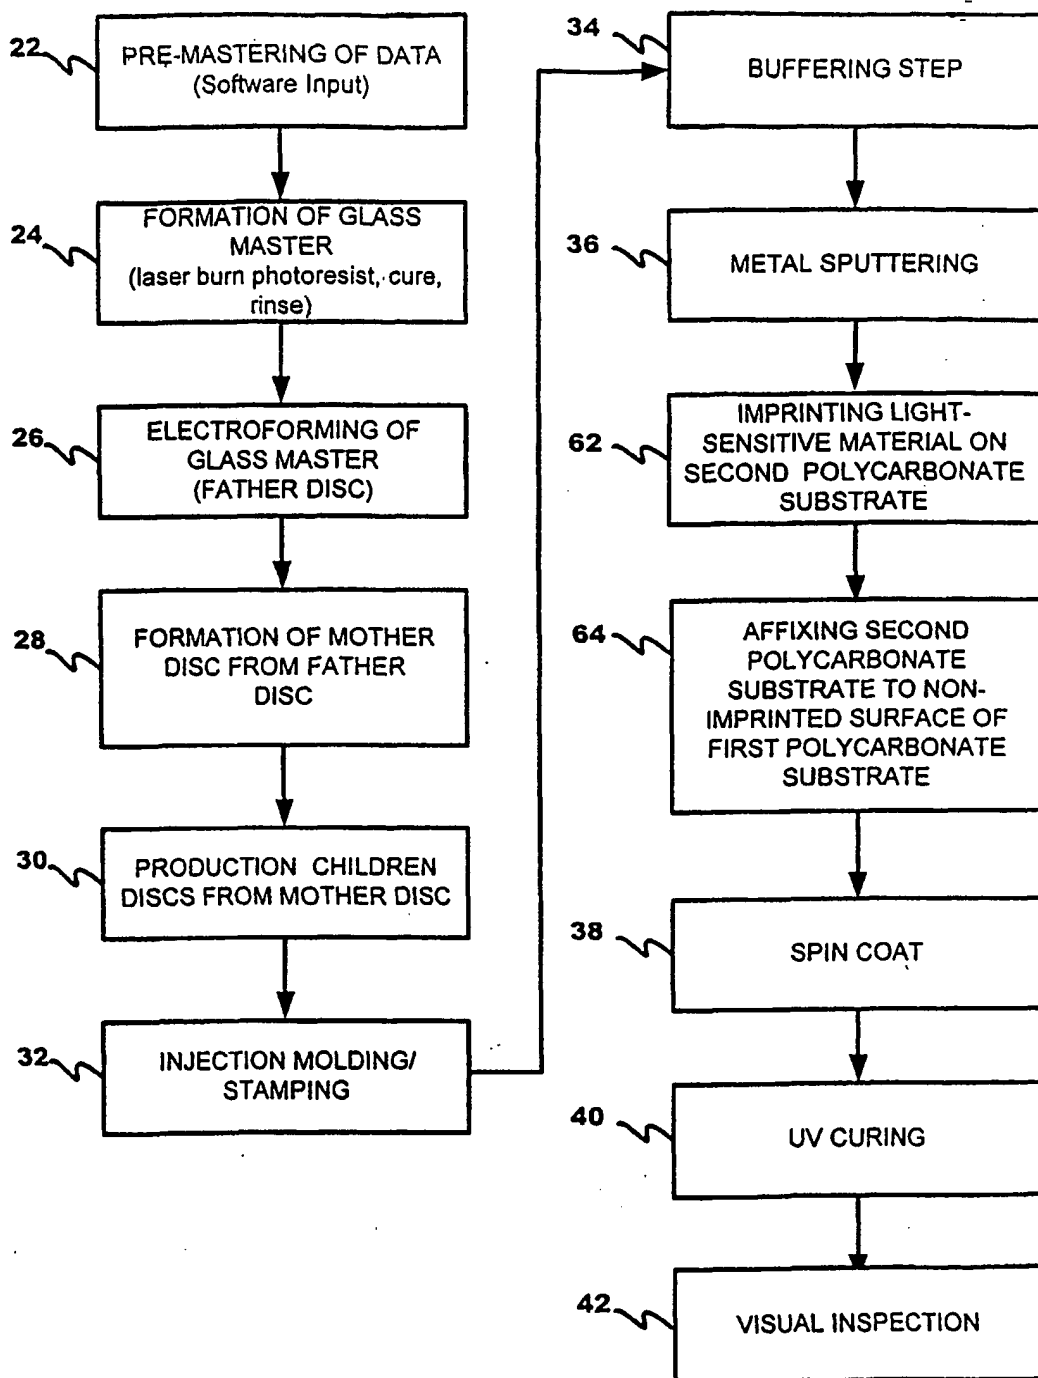 22
PRE-MASTERING OF DATA
(Software Input)
24
FORMATION OF GLASS
MASTER
(laser burn photoresist, cure,
rinse)
26
ELECTROFORMING OF
GLASS MASTER
(FATHER DISC)
28
FORMATION OF MOTHER
DISC FROM FATHER
DISC
30
PRODUCTION CHILDREN
DISCS FROM MOTHER DISC
32
INJECTION MOLDING/
STAMPING
34
BUFFERING STEP
36
METAL SPUTTERING
62
IMPRINTING LIGHT-
SENSITIVE MATERIAL ON
SECOND POLYCARBONATE
SUBSTRATE
64
AFFIXING SECOND
POLYCARBONATE
SUBSTRATE TO NON-
IMPRINTED SURFACE OF
FIRST POLYCARBONATE
SUBSTRATE
38
SPIN COAT
40
UV CURING
42
VISUAL INSPECTION